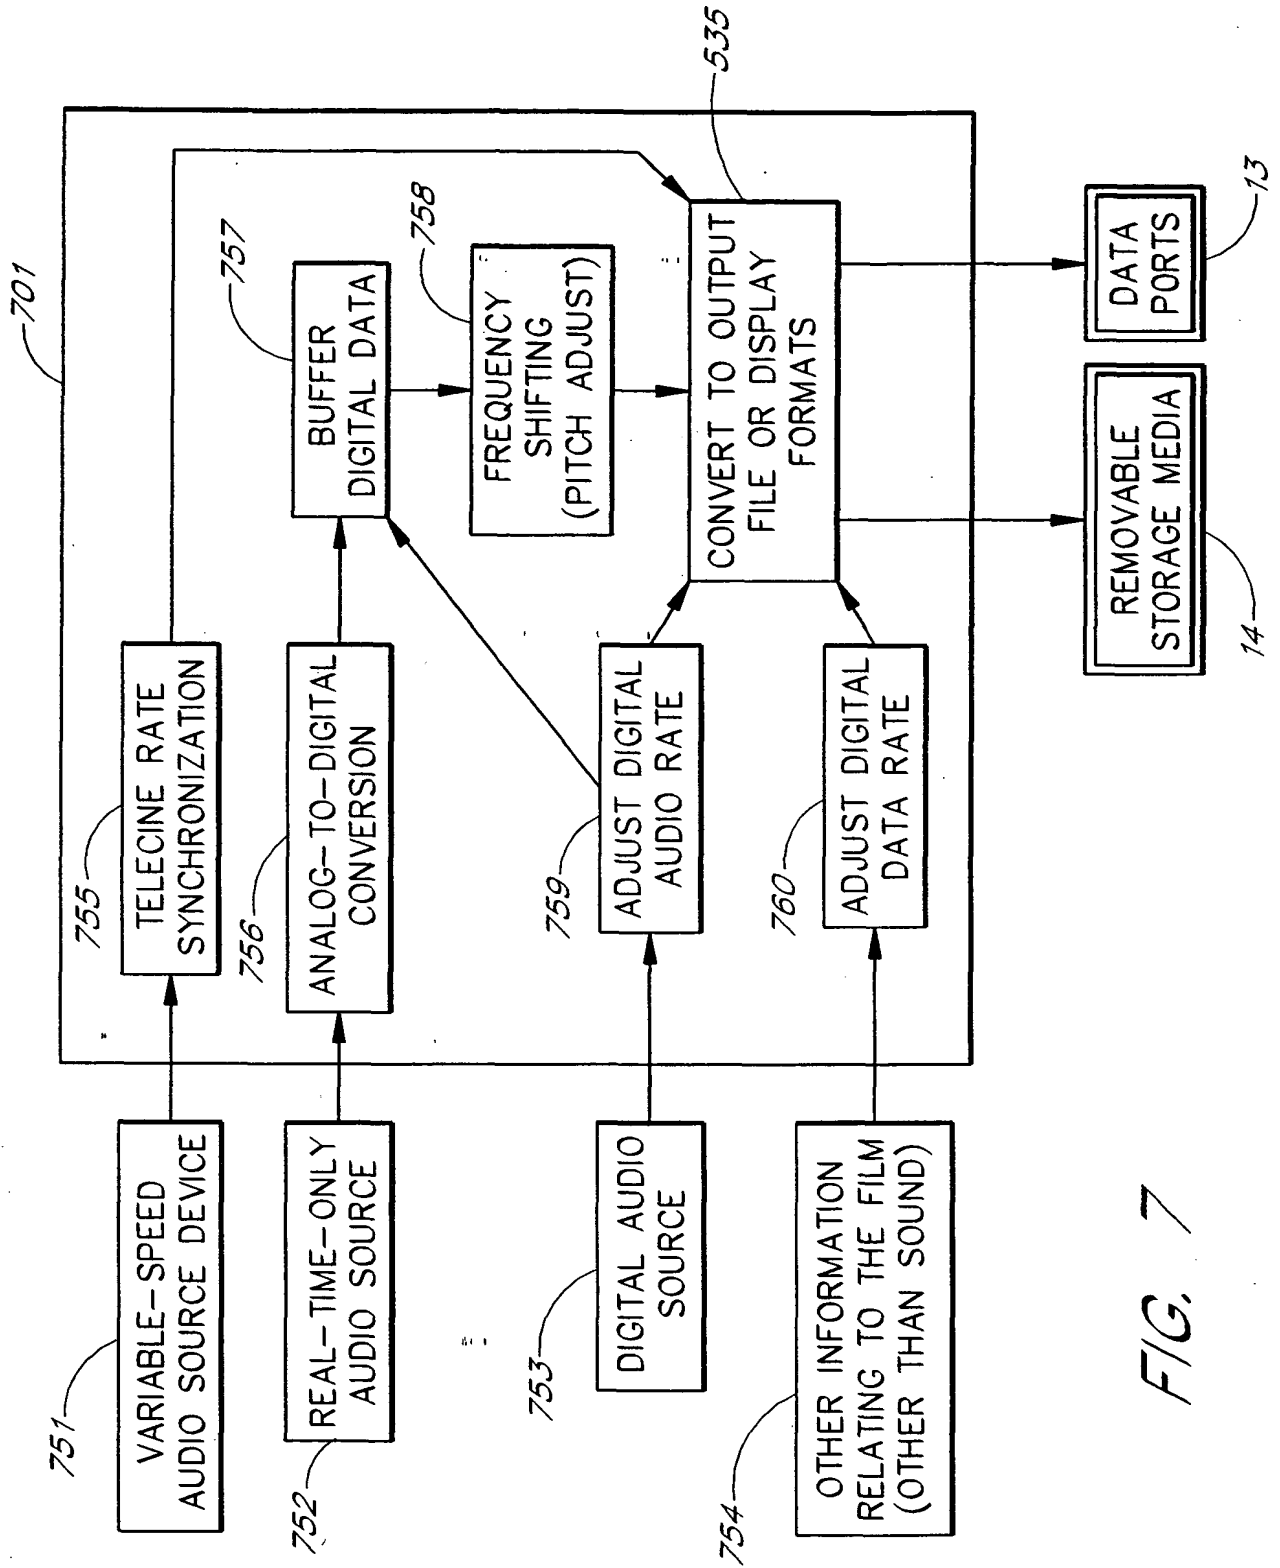 701
751
VARIABLE-SPEED
AUDIO SOURCE DEVICE
755
TELECINE RATE
SYNCHRONIZATION
752
REAL-TIME-ONLY
AUDIO SOURCE
756
ANALOG-TO-DIGITAL
CONVERSION
757
BUFFER
DIGITAL DATA
758
FREQUENCY
SHIFTING
(PITCH ADJUST)
753
DIGITAL AUDIO
SOURCE
759
ADJUST DIGITAL
AUDIO RATE
535
CONVERT TO OUTPUT
FILE OR DISPLAY
FORMATS
754
OTHER INFORMATION
RELATING TO THE FILM
(OTHER THAN SOUND)
760
ADJUST DIGITAL
DATA RATE
REMOVABLE
STORAGE MEDIA
14
DATA
PORTS
13
FIG. 7